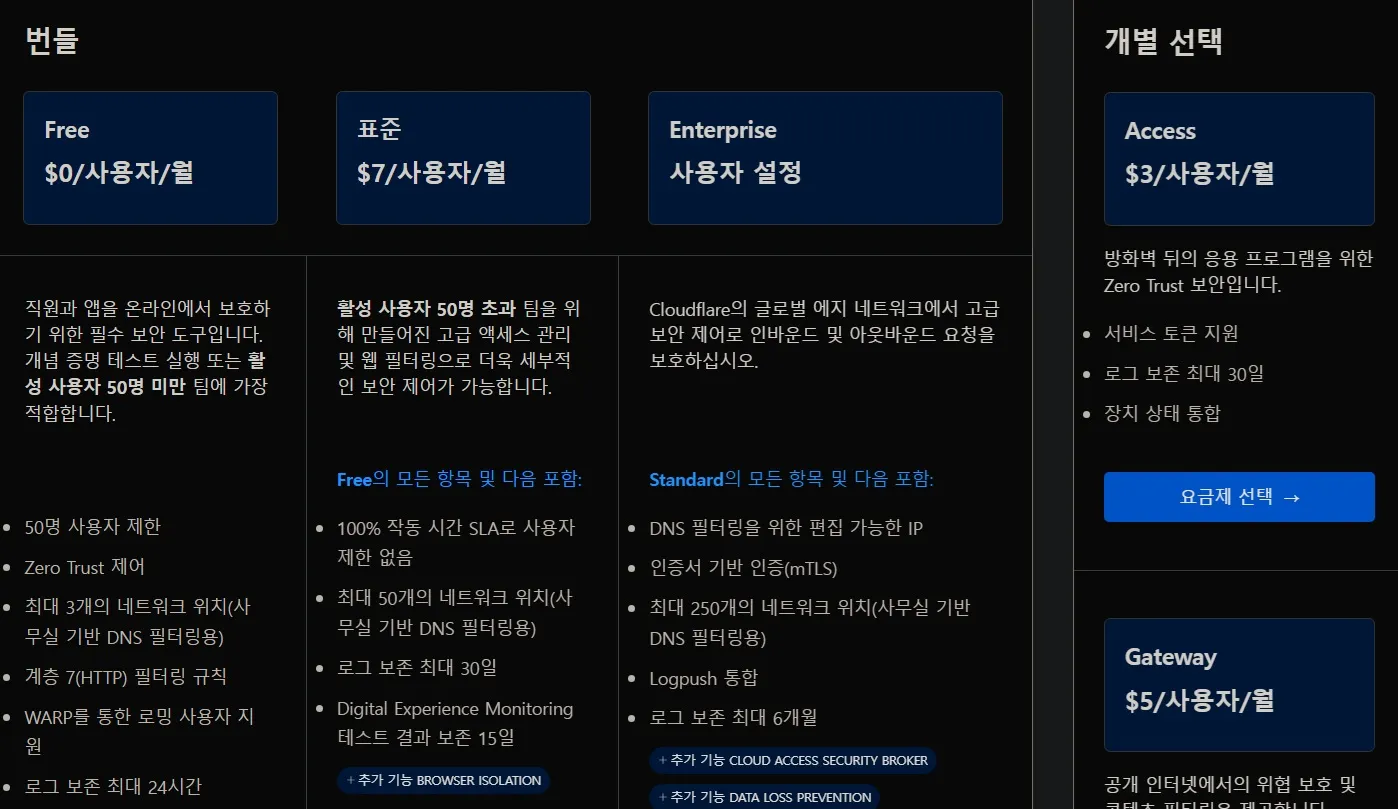 번들
Free
$0/사용자/월
표준
$7/사용자/월
Enterprise
사용자 설정
직원과 앱을 온라인에서 보호하
기 위한 필수 보안 도구입니다.
개념 증명 테스트 실행 또는 활
성 사용자 50명 미만 팀에 가장
적합합니다.
50명 사용자 제한
Zero Trust 제어
최대 3개의 네트워크 위치(사
무실 기반 DNS 필터링용)
계층 7(HTTP) 필터링 규칙
WARP를 통한 로밍 사용자 지
원
로그 보존 최대 24시간
활성 사용자 50명 초과 팀을 위
해 만들어진 고급 액세스 관리
및 웹 필터링으로 더욱 세부적
인 보안 제어가 가능합니다.
Free의 모든 항목 및 다음 포함:
100% 작동 시간 SLA로 사용자
제한 없음
최대 50개의 네트워크 위치(사
무실 기반 DNS 필터링용)
로그 보존 최대 30일
Digital Experience Monitoring
테스트 결과 보존 15일
+ 추가 기능 BROWSER ISOLATION
Cloudflare의 글로벌 에지 네트워크에서 고급
보안 제어로 인바운드 및 아웃바운드 요청을
보호하십시오.
Standard의 모든 항목 및 다음 포함:
DNS 필터링을 위한 편집 가능한 IP
인증서 기반 인증(mTLS)
최대 250개의 네트워크 위치(사무실 기반
DNS 필터링용)
Logpush 통합
로그 보존 최대 6개월
+ 추가 기능 CLOUD ACCESS SECURITY BROKER
+ 추가 기능 DATA LOSS PREVENTION
개별 선택
Access
$3/사용자/월
방화벽 뒤의 응용 프로그램을 위한
Zero Trust 보안입니다.
서비스 토큰 지원
로그 보존 최대 30일
장치 상태 통합
요금제 선택 →
Gateway
$5/사용자/월
공개 인터넷에서의 위협 보호 및